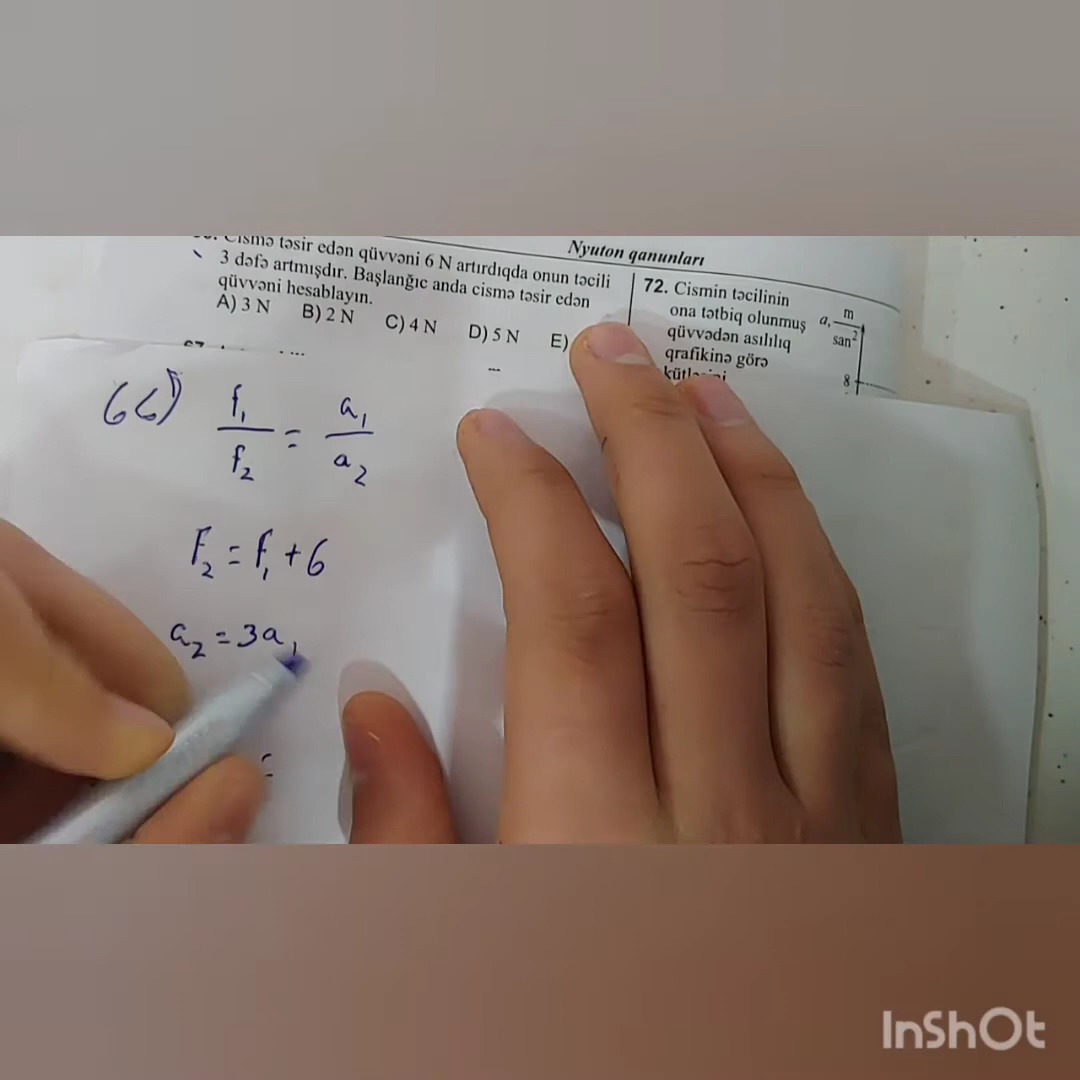 Nyuton qanunları
Cismə təsir edən qüvvəni 6 N artırdıqda onun təcili
3 dəfə artmışdır. Başlanğıc anda cismə təsir edən
qüvvəni hesablayın.
A) 3 N B) 2 N C) 4 N D) 5 N E)
72. Cismin təcilinin
ona tətbiq olunmuş
qüvvədən asılılıq
qrafikinə görə
a, m/san²
8
66) f₁/f₂ = a₁/a₂
F₂ = f₁ + 6
a₂ = 3a₁
InShOt